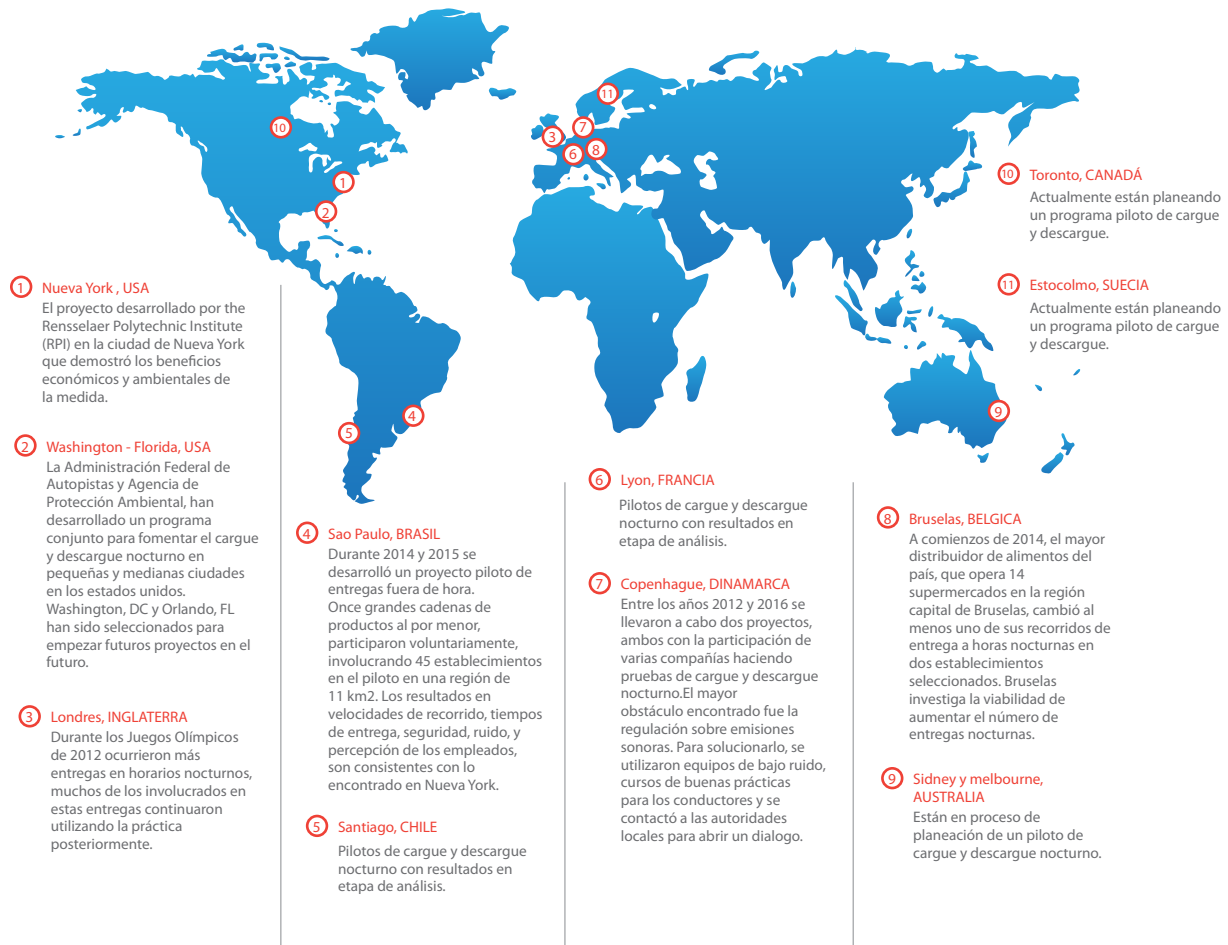 11
10
3
7
6
8
1
2
4
5
9
1 Nueva York , USA
El proyecto desarrollado por the
Rensselaer Polytechnic Institute
(RPI) en la ciudad de Nueva York
que demostró los beneficios
económicos y ambientales de
la medida.
2 Washington - Florida, USA
La Administración Federal de
Autopistas y Agencia de
Protección Ambiental, han
desarrollado un programa
conjunto para fomentar el cargue
y descargue nocturno en
pequeñas y medianas ciudades
en los estados unidos.
Washington, DC y Orlando, FL
han sido seleccionados para
empezar futuros proyectos en el
futuro.
3 Londres, INGLATERRA
Durante los Juegos Olímpicos
de 2012 ocurrieron más
entregas en horarios nocturnos,
muchos de los involucrados en
estas entregas continuaron
utilizando la práctica
posteriormente.
4 Sao Paulo, BRASIL
Durante 2014 y 2015 se
desarrolló un proyecto piloto de
entregas fuera de hora.
Once grandes cadenas de
productos al por menor,
participaron voluntariamente,
involucrando 45 establecimientos
en el piloto en una región de
11 km2. Los resultados en
velocidades de recorrido, tiempos
de entrega, seguridad, ruido, y
percepción de los empleados,
son consistentes con lo
encontrado en Nueva York.
5 Santiago, CHILE
Pilotos de cargue y descargue
nocturno con resultados en
etapa de análisis.
6 Lyon, FRANCIA
Pilotos de cargue y descargue
nocturno con resultados en
etapa de análisis.
7 Copenhague, DINAMARCA
Entre los años 2012 y 2016 se
llevaron a cabo dos proyectos,
ambos con la participación de
varias compañías haciendo
pruebas de cargue y descargue
nocturno.El mayor
obstáculo encontrado fue la
regulación sobre emisiones
sonoras. Para solucionarlo, se
utilizaron equipos de bajo ruido,
cursos de buenas prácticas
para los conductores y se
contactó a las autoridades
locales para abrir un dialogo.
8 Bruselas, BELGICA
A comienzos de 2014, el mayor
distribuidor de alimentos del
país, que opera 14
supermercados en la región
capital de Bruselas, cambió al
menos uno de sus recorridos de
entrega a horas nocturnas en
dos establecimientos
seleccionados. Bruselas
investiga la viabilidad de
aumentar el número de
entregas nocturnas.
9 Sidney y melbourne,
AUSTRALIA
Están en proceso de
planeación de un piloto de
cargue y descargue nocturno.
10 Toronto, CANADÁ
Actualmente están planeando
un programa piloto de cargue
y descargue.
11 Estocolmo, SUECIA
Actualmente están planeando
un programa piloto de cargue
y descargue.